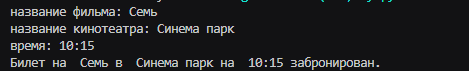 название фильма: Семь
название кинотеатра: Синема парк
время: 10:15
Билет на  Семь в  Синема парк на  10:15 забронирован.